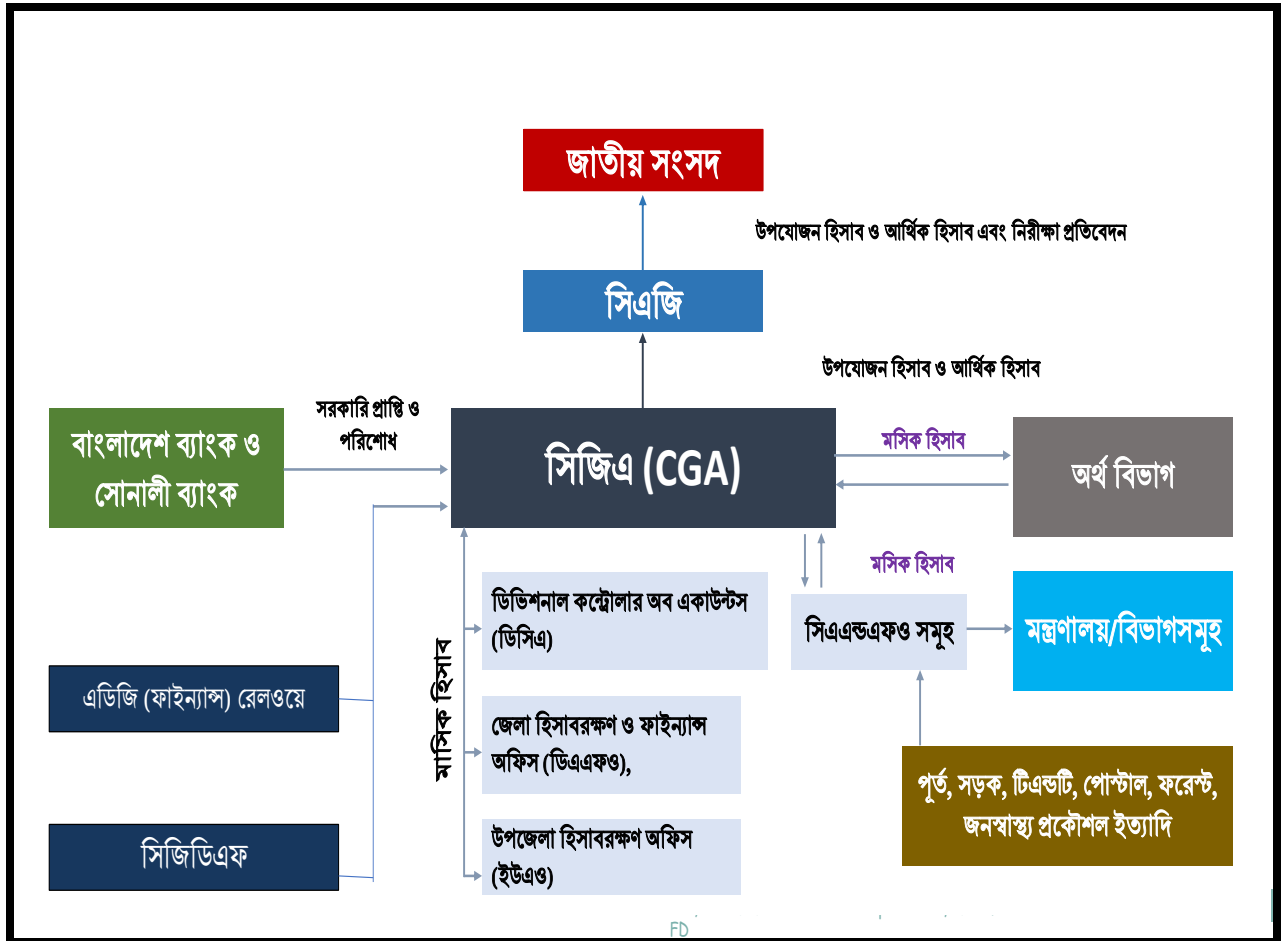 জাতীয় সংসদ
উপযোজন হিসাব ও আর্থিক হিসাব এবং নিরীক্ষা প্রতিবেদন
সিএজি
উপযোজন হিসাব ও আর্থিক হিসাব
সরকারি প্রাপ্তি ও
পরিশোধ
বাংলাদেশ ব্যাংক ও
সোনালী ব্যাংক
সিজিএ (CGA)
মসিক হিসাব
অর্থ বিভাগ
মসিক হিসাব
ডিভিশনাল কন্ট্রোলার অব একাউন্টস
(ডিসিএ)
সিএএন্ডএফও সমূহ
মন্ত্রণালয়/বিভাগসমূহ
মাসিক হিসাব
এডিজি (ফাইন্যান্স) রেলওয়ে
জেলা হিসাবরক্ষণ ও ফাইন্যান্স
অফিস (ডিএএফও),
পূর্ত, সড়ক, টিএন্ডটি, পোস্টাল, ফরেস্ট,
জনস্বাস্থ্য প্রকৌশল ইত্যাদি
সিজিডিএফ
উপজেলা হিসাবরক্ষণ অফিস
(ইউএও)
FD